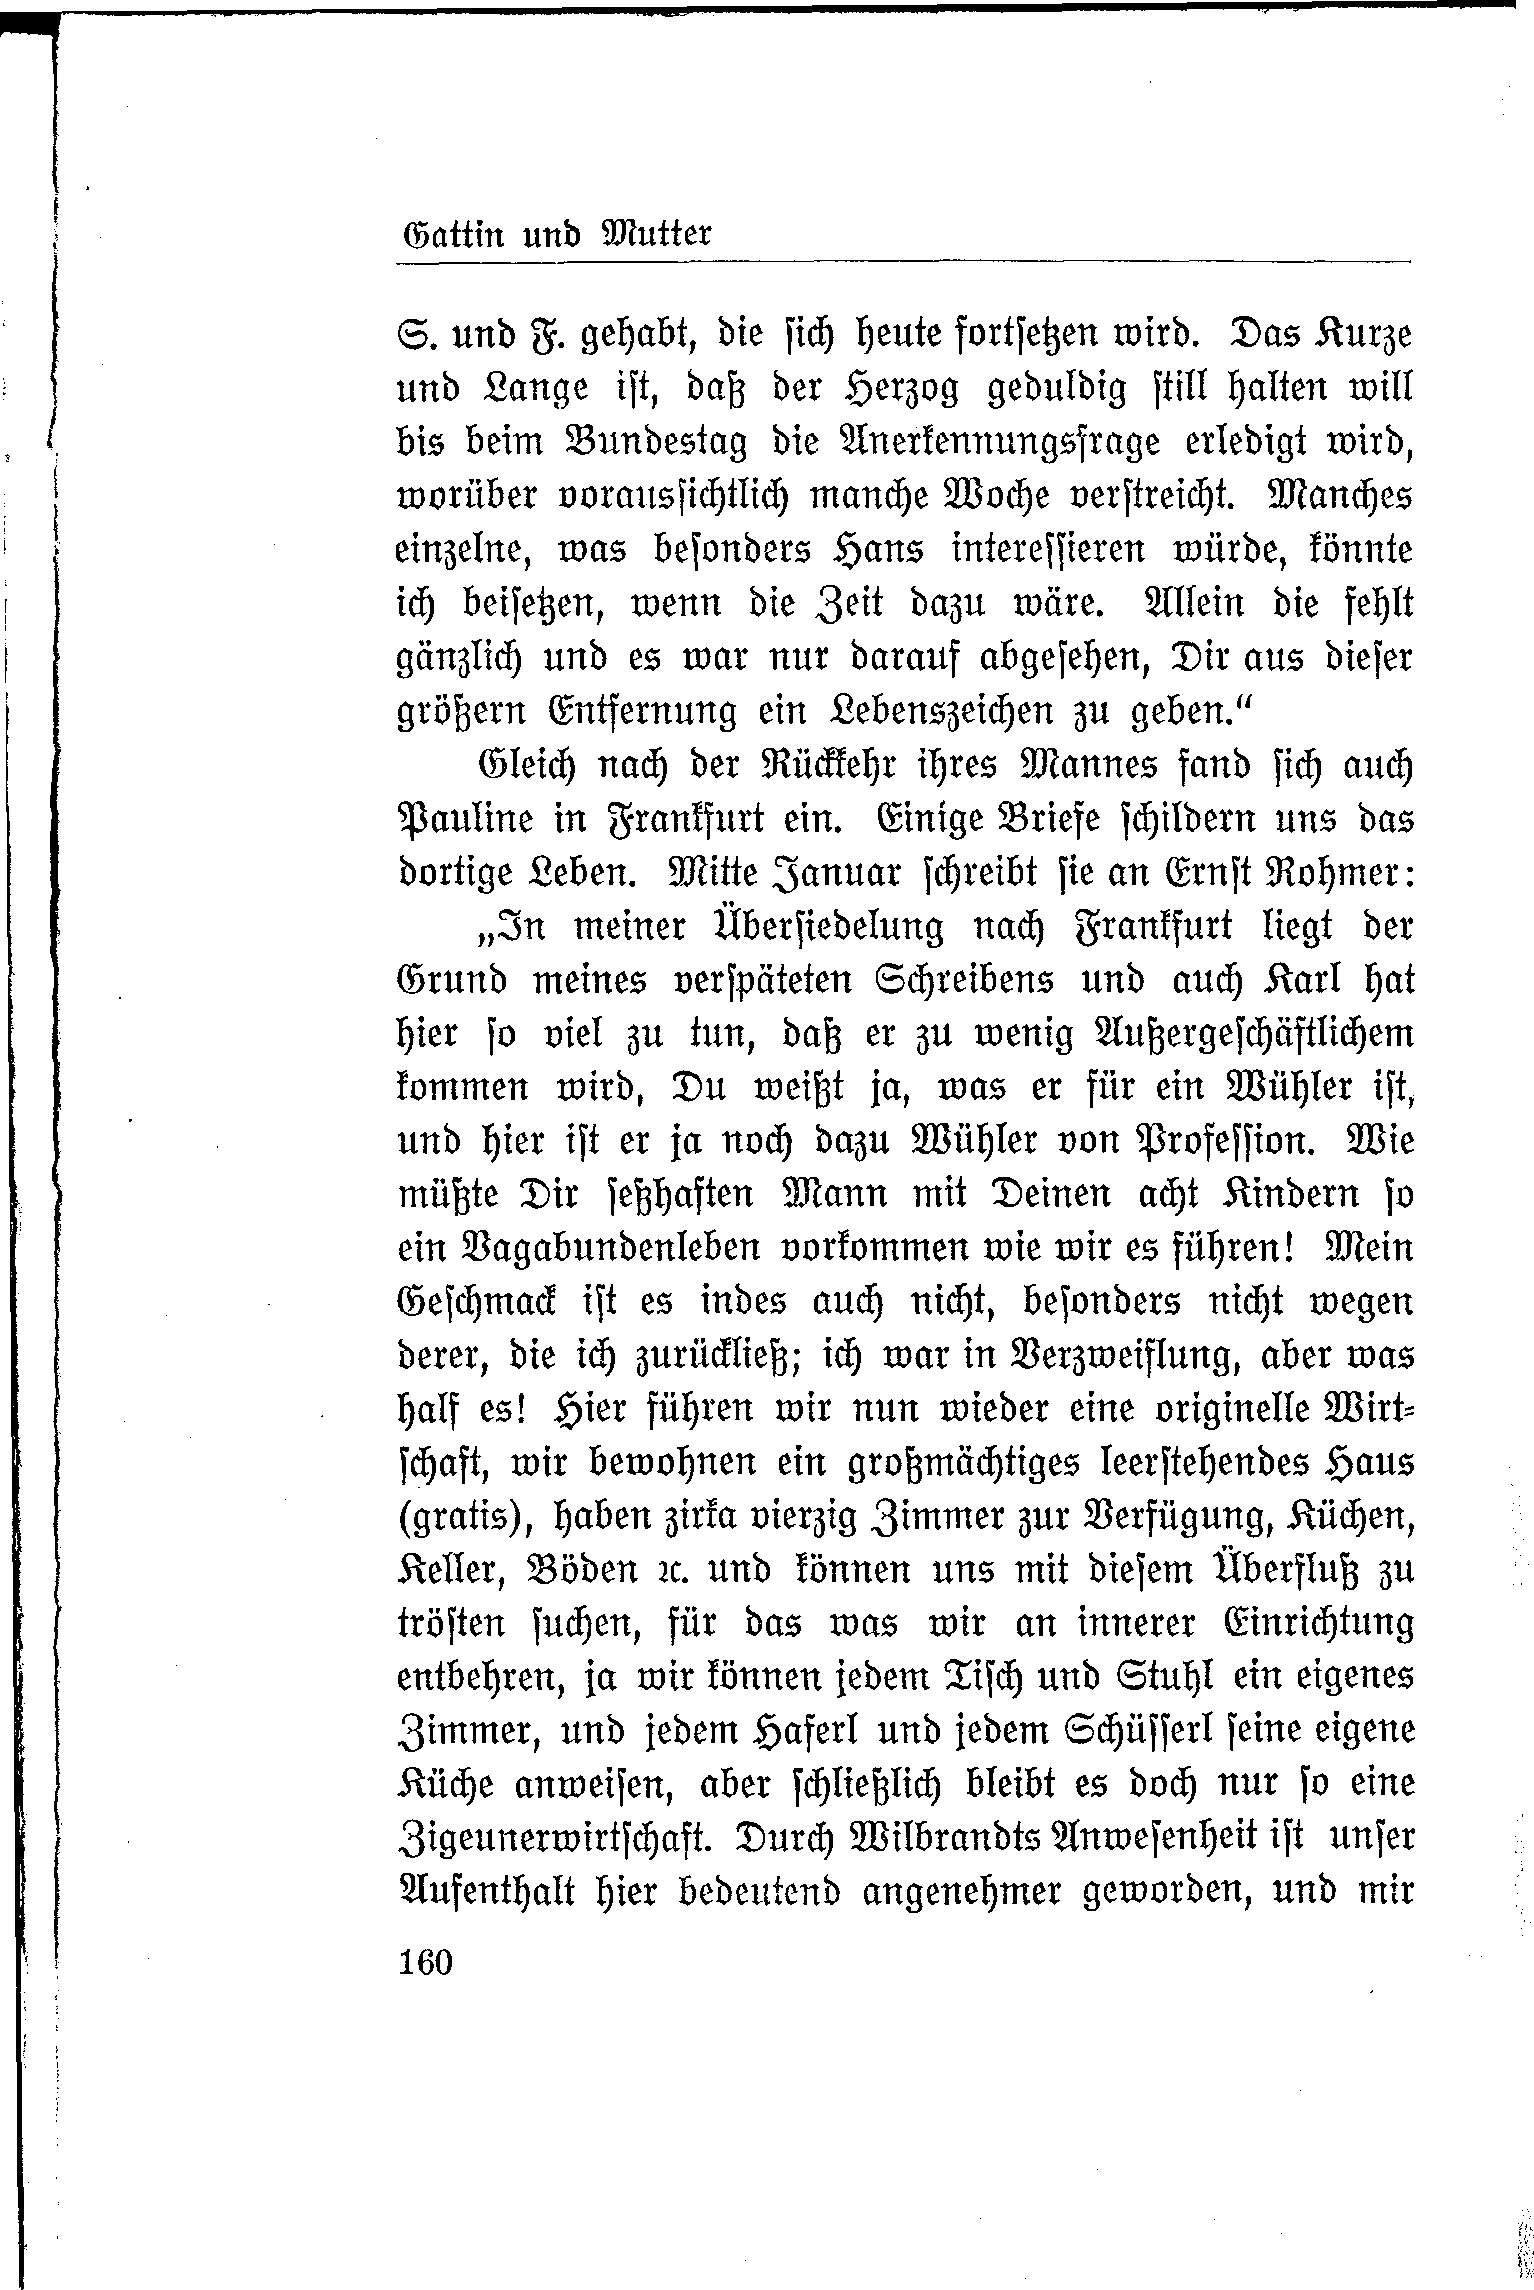 Gattin und Mutter
S. und F. gehabt, die sich heute fortsetzen wird. Das Kurze
und Lange ist, daß der Herzog geduldig still halten will
bis beim Bundestag die Anerkennungsfrage erledigt wird,
worüber voraussichtlich manche Woche verstreicht. Manches
einzelne, was besonders Hans interessieren würde, könnte
ich beisetzen, wenn die Zeit dazu wäre. Allein die fehlt
gänzlich und es war nur darauf abgesehen, Dir aus dieser
größern Entfernung ein Lebenszeichen zu geben.“
Gleich nach der Rückkehr ihres Mannes fand sich auch
Pauline in Frankfurt ein. Einige Briefe schildern uns das
dortige Leben. Mitte Januar schreibt sie an Ernst Rohmer:
„In meiner Übersiedelung nach Frankfurt liegt der
Grund meines verspäteten Schreibens und auch Karl hat
hier so viel zu tun, daß er zu wenig Außergeschäftlichem
kommen wird, Du weißt ja, was er für ein Wühler ist,
und hier ist er ja noch dazu Wühler von Profession. Wie
müßte Dir seßhaften Mann mit Deinen acht Kindern so
ein Vagabundenleben vorkommen wie wir es führen! Mein
Geschmack ist es indes auch nicht, besonders nicht wegen
derer, die ich zurückließ; ich war in Verzweiflung, aber was
half es! Hier führen wir nun wieder eine originelle Wirt-
schaft, wir bewohnen ein großmächtiges leerstehendes Haus
(gratis), haben zirka vierzig Zimmer zur Verfügung, Küchen,
Keller, Böden ꝛc. und können uns mit diesem Überfluß zu
trösten suchen, für das was wir an innerer Einrichtung
entbehren, ja wir können jedem Tisch und Stuhl ein eigenes
Zimmer, und jedem Haferl und jedem Schüsserl seine eigene
Küche anweisen, aber schließlich bleibt es doch nur so eine
Zigeunerwirtschaft. Durch Wilbrandts Anwesenheit ist unser
Aufenthalt hier bedeutend angenehmer geworden, und mir
160